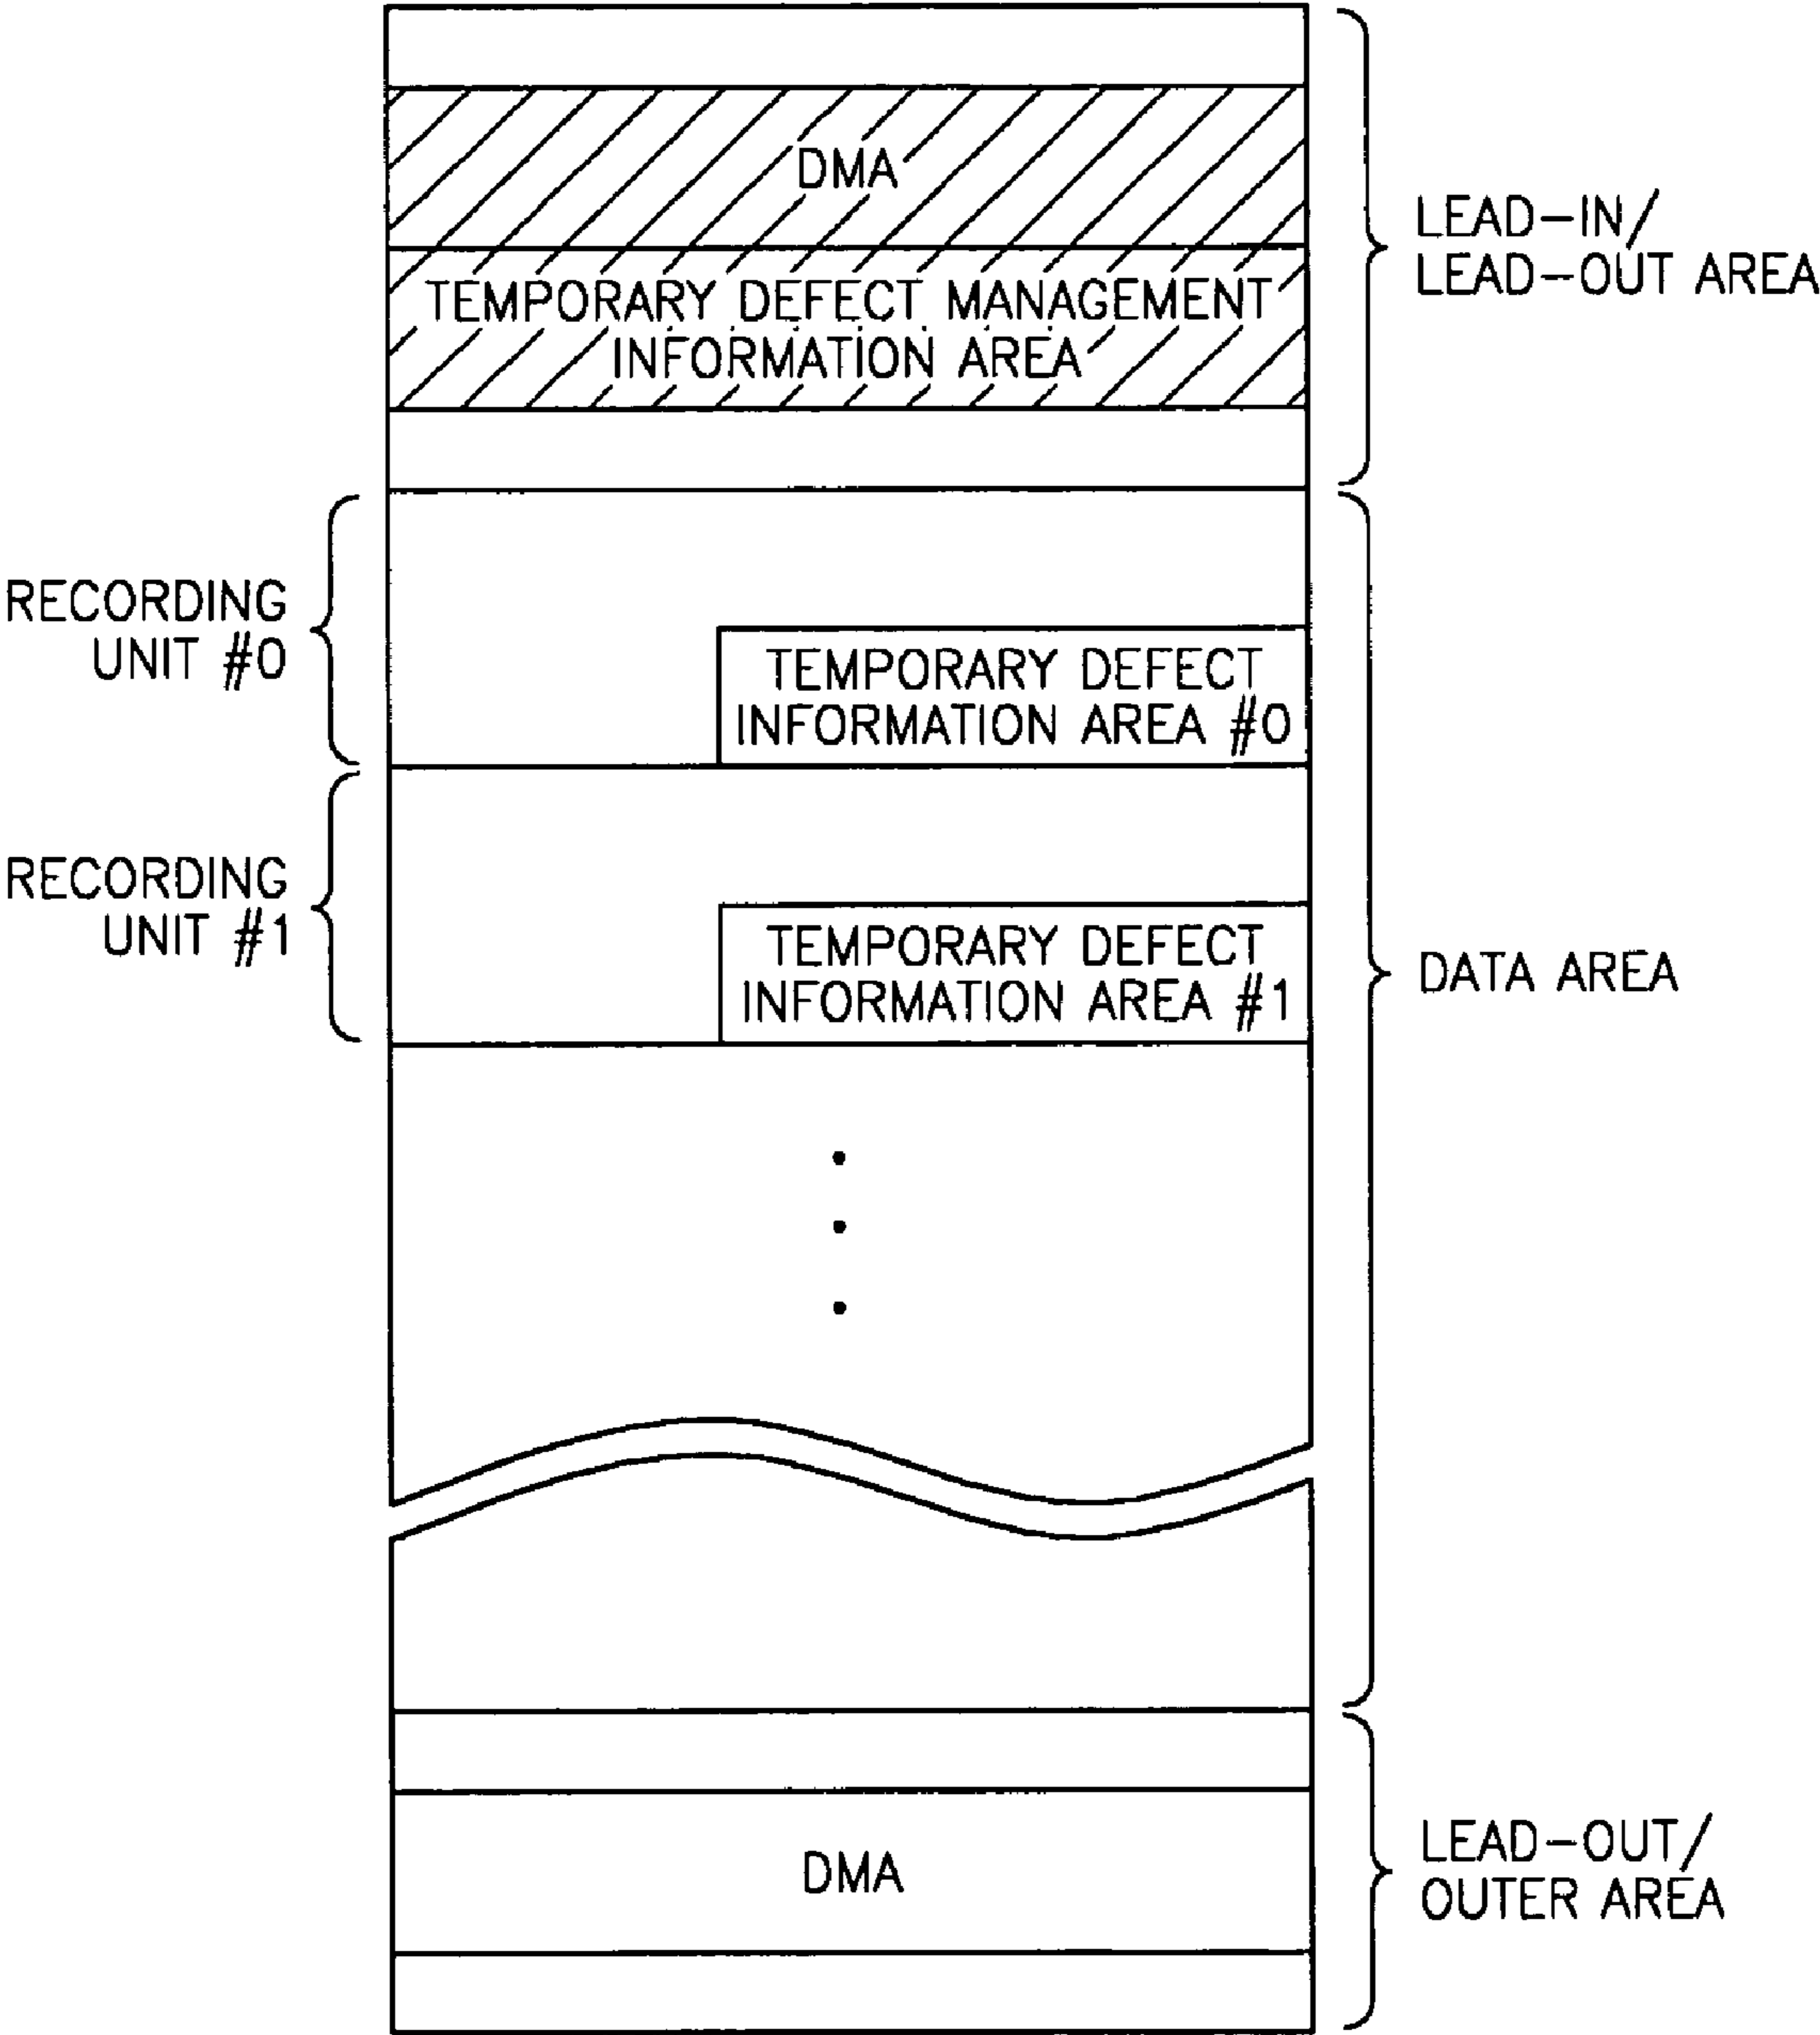 DMA
LEAD-IN/
LEAD-OUT AREA
TEMPORARY DEFECT MANAGEMENT
INFORMATION AREA
RECORDING
UNIT #0
TEMPORARY DEFECT
INFORMATION AREA #0
RECORDING
UNIT #1
TEMPORARY DEFECT
INFORMATION AREA #1
DATA AREA
DMA
LEAD-OUT/
OUTER AREA